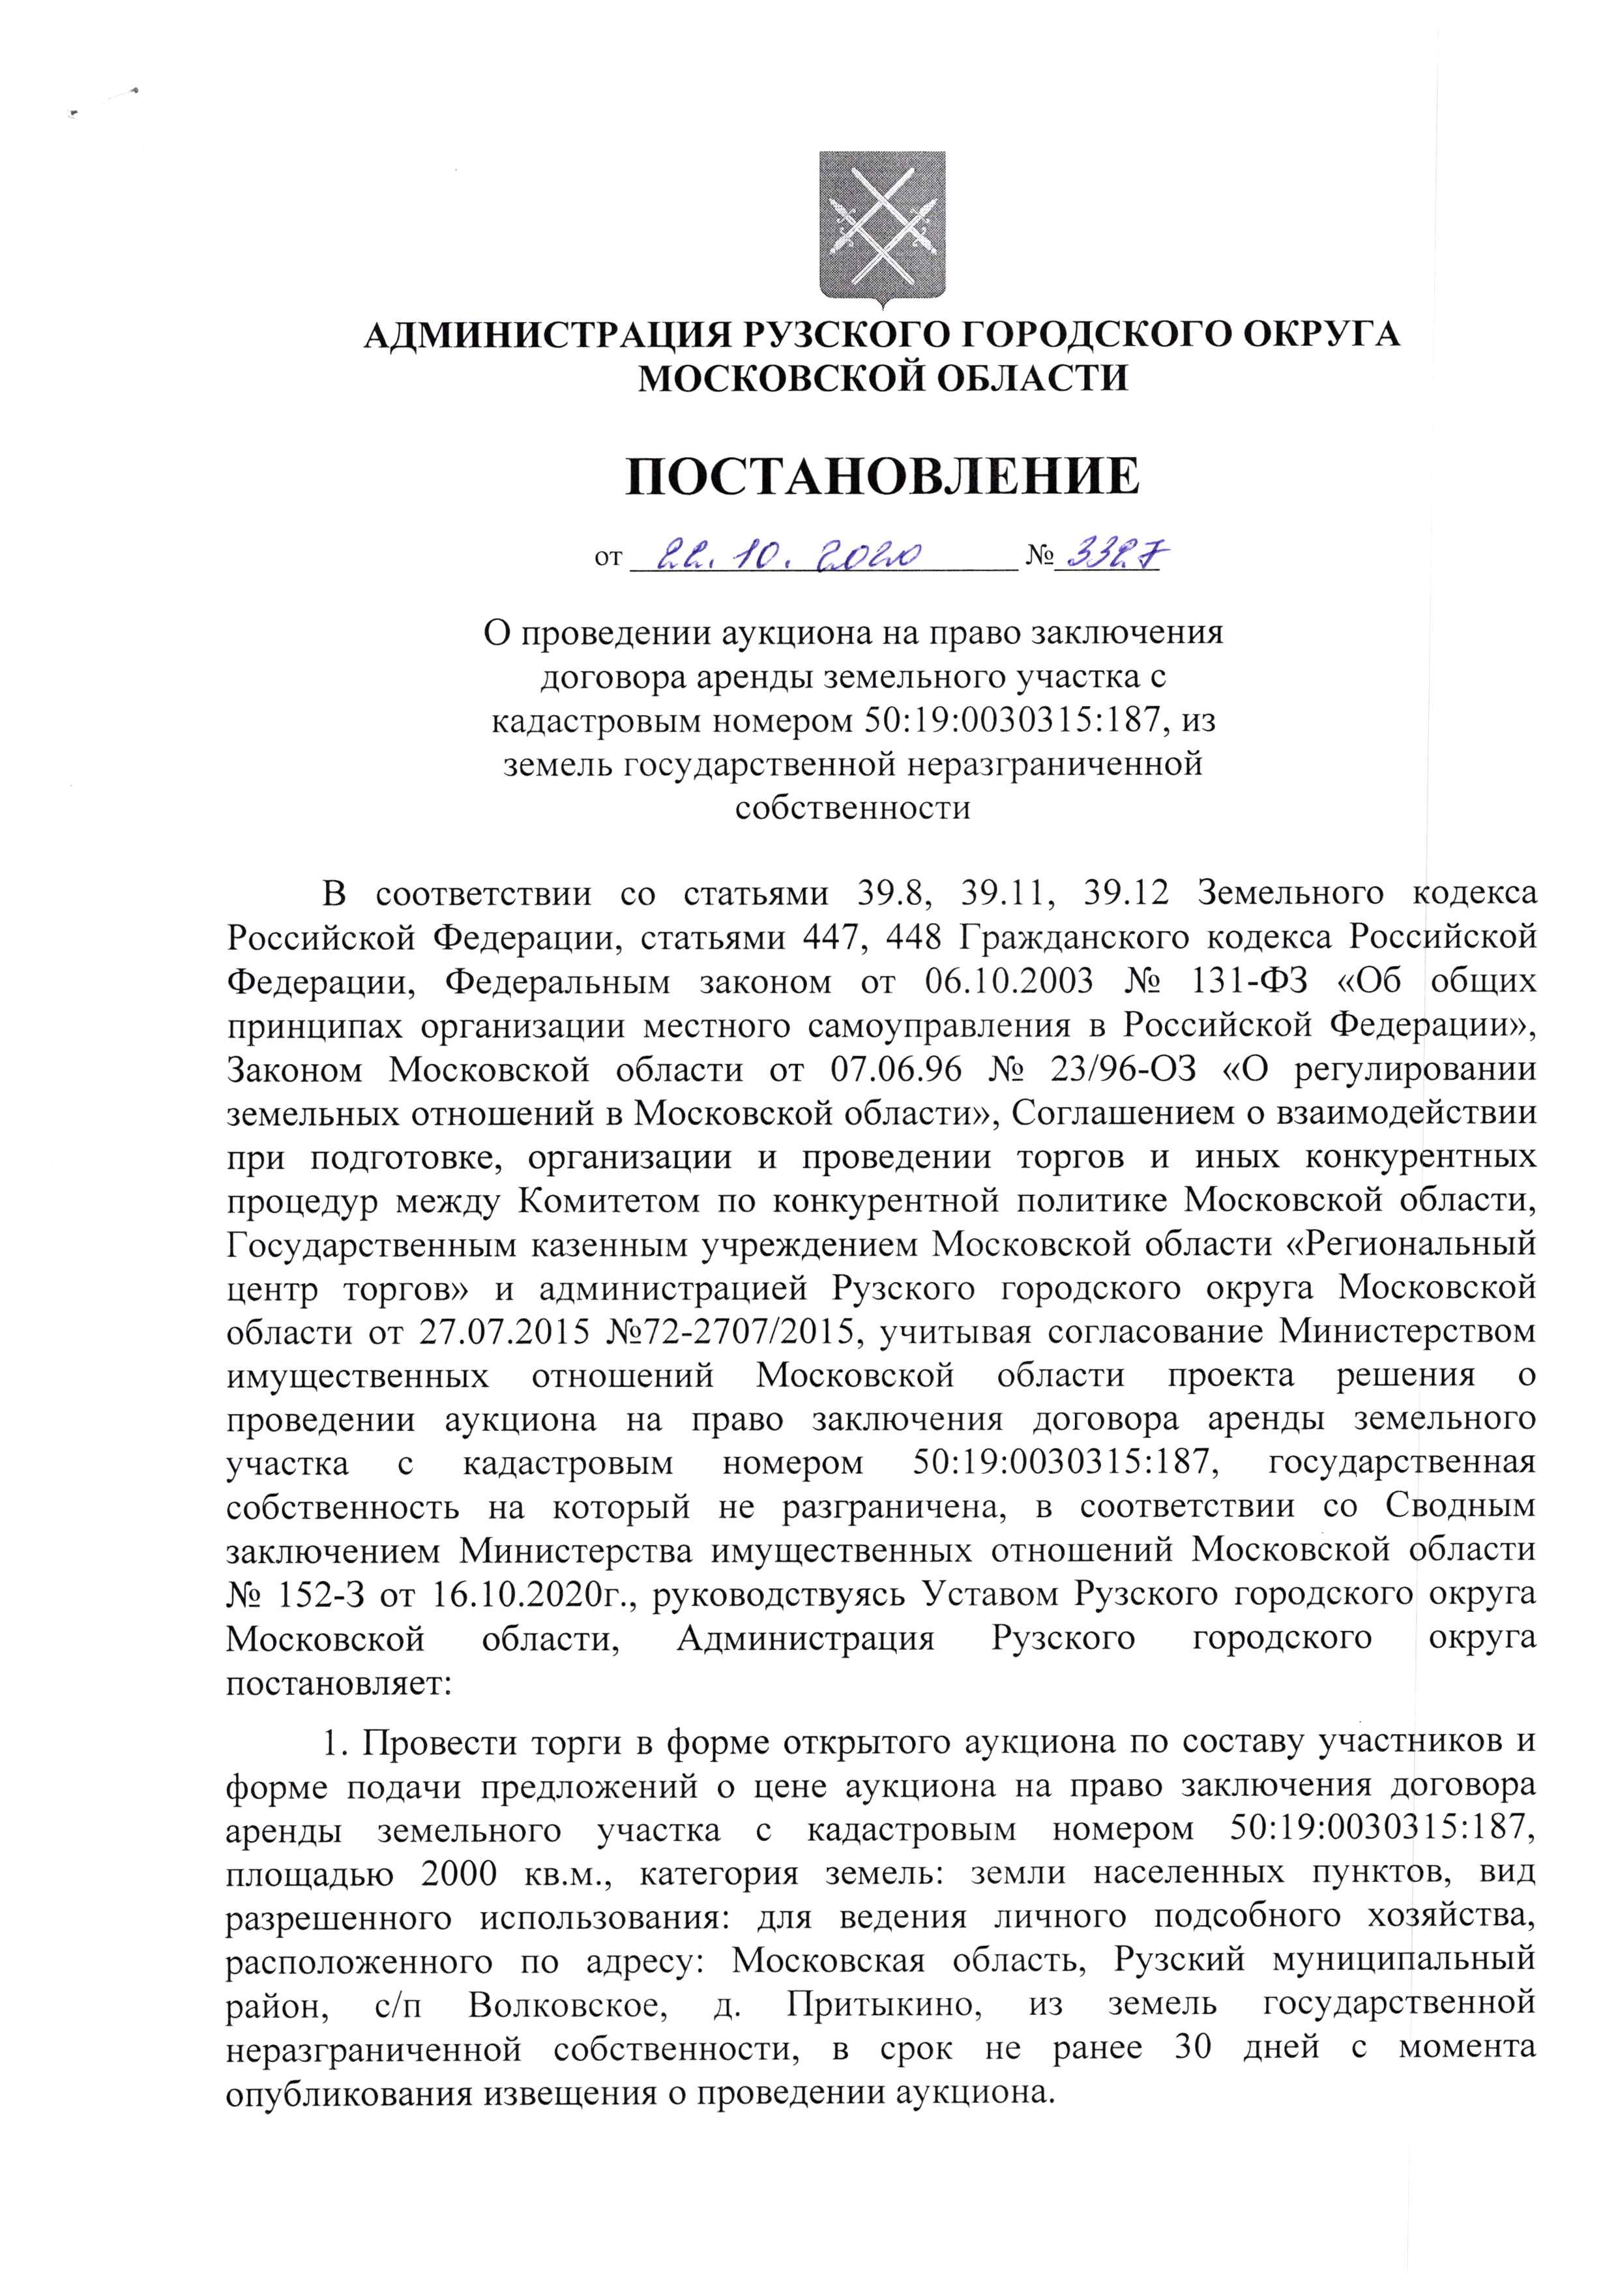 АДМИНИСТРАЦИЯ РУЗСКОГО ГОРОДСКОГО ОКРУГА
МОСКОВСКОЙ ОБЛАСТИ
ПОСТАНОВЛЕНИЕ
от 22.10.2020 № 3327
О проведении аукциона на право заключения
договора аренды земельного участка с
кадастровым номером 50:19:0030315:187, из
земель государственной неразграниченной
собственности
В соответствии со статьями 39.8, 39.11, 39.12 Земельного кодекса
Российской Федерации, статьями 447, 448 Гражданского кодекса Российской
Федерации, Федеральным законом от 06.10.2003 № 131-ФЗ «Об общих
принципах организации местного самоуправления в Российской Федерации»,
Законом Московской области от 07.06.96 № 23/96-ОЗ «О регулировании
земельных отношений в Московской области», Соглашением о взаимодействии
при подготовке, организации и проведении торгов и иных конкурентных
процедур между Комитетом по конкурентной политике Московской области,
Государственным казенным учреждением Московской области «Региональный
центр торгов» и администрацией Рузского городского округа Московской
области от 27.07.2015 №72-2707/2015, учитывая согласование Министерством
имущественных отношений Московской области проекта решения о
проведении аукциона на право заключения договора аренды земельного
участка с кадастровым номером 50:19:0030315:187, государственная
собственность на который не разграничена, в соответствии со Сводным
заключением Министерства имущественных отношений Московской области
№ 152-З от 16.10.2020г., руководствуясь Уставом Рузского городского округа
Московской области, Администрация Рузского городского округа
постановляет:
1. Провести торги в форме открытого аукциона по составу участников и
форме подачи предложений о цене аукциона на право заключения договора
аренды земельного участка с кадастровым номером 50:19:0030315:187,
площадью 2000 кв.м., категория земель: земли населенных пунктов, вид
разрешенного использования: для ведения личного подсобного хозяйства,
расположенного по адресу: Московская область, Рузский муниципальный
район, с/п Волковское, д. Притыкино, из земель государственной
неразграниченной собственности, в срок не ранее 30 дней с момента
опубликования извещения о проведении аукциона.